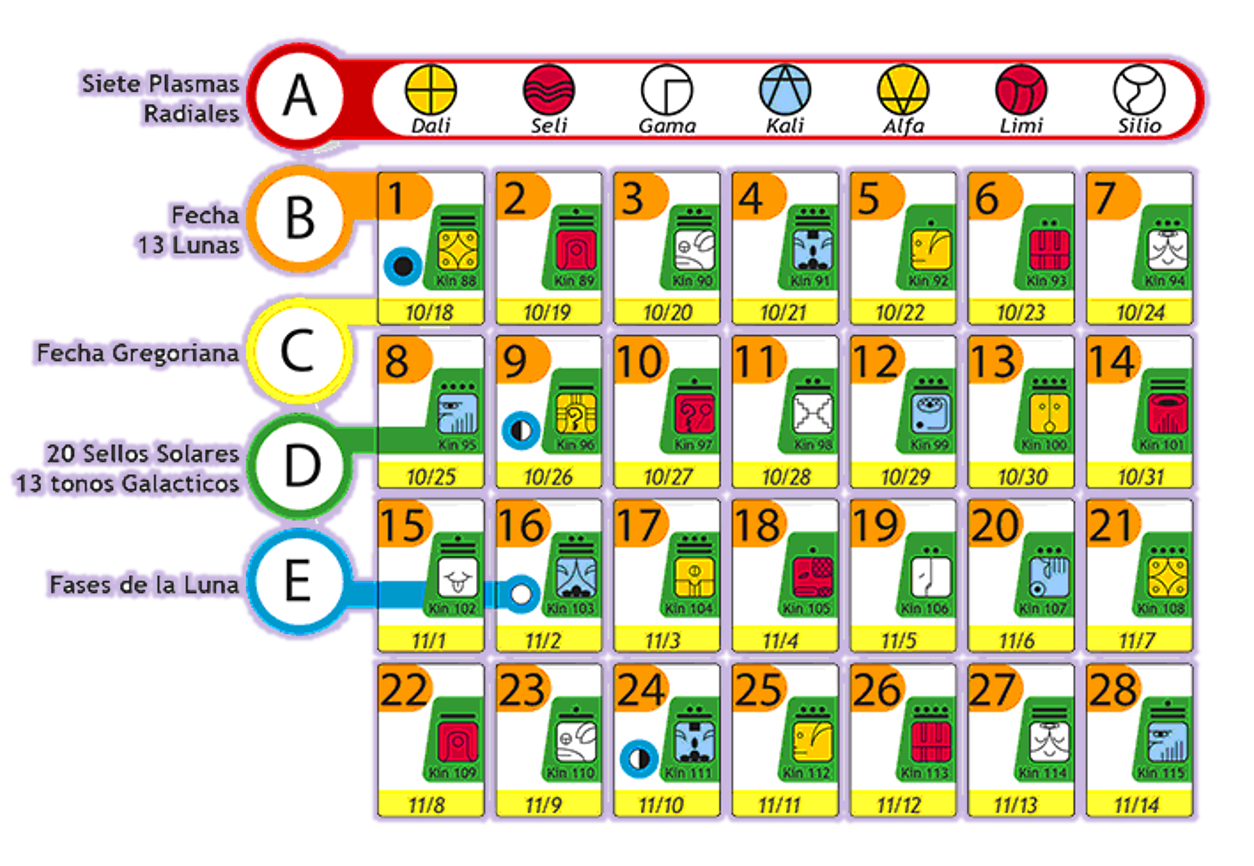 Siete Plasmas
Radiales
A
Dali Seli Gama Kali Alfa Limi Silio
Fecha
13 Lunas
B
1 2 3 4 5 6 7
Kin 88 Kin 89 Kin 90 Kin 91 Kin 92 Kin 93 Kin 94
10/18 10/19 10/20 10/21 10/22 10/23 10/24
Fecha Gregoriana
C
8 9 10 11 12 13 14
Kin 95 Kin 96 Kin 97 Kin 98 Kin 99 Kin 100 Kin 101
10/25 10/26 10/27 10/28 10/29 10/30 10/31
20 Sellos Solares
13 tonos Galacticos
D
15 16 17 18 19 20 21
Kin 102 Kin 103 Kin 104 Kin 105 Kin 106 Kin 107 Kin 108
11/1 11/2 11/3 11/4 11/5 11/6 11/7
Fases de la Luna
E
22 23 24 25 26 27 28
Kin 109 Kin 110 Kin 111 Kin 112 Kin 113 Kin 114 Kin 115
11/8 11/9 11/10 11/11 11/12 11/13 11/14